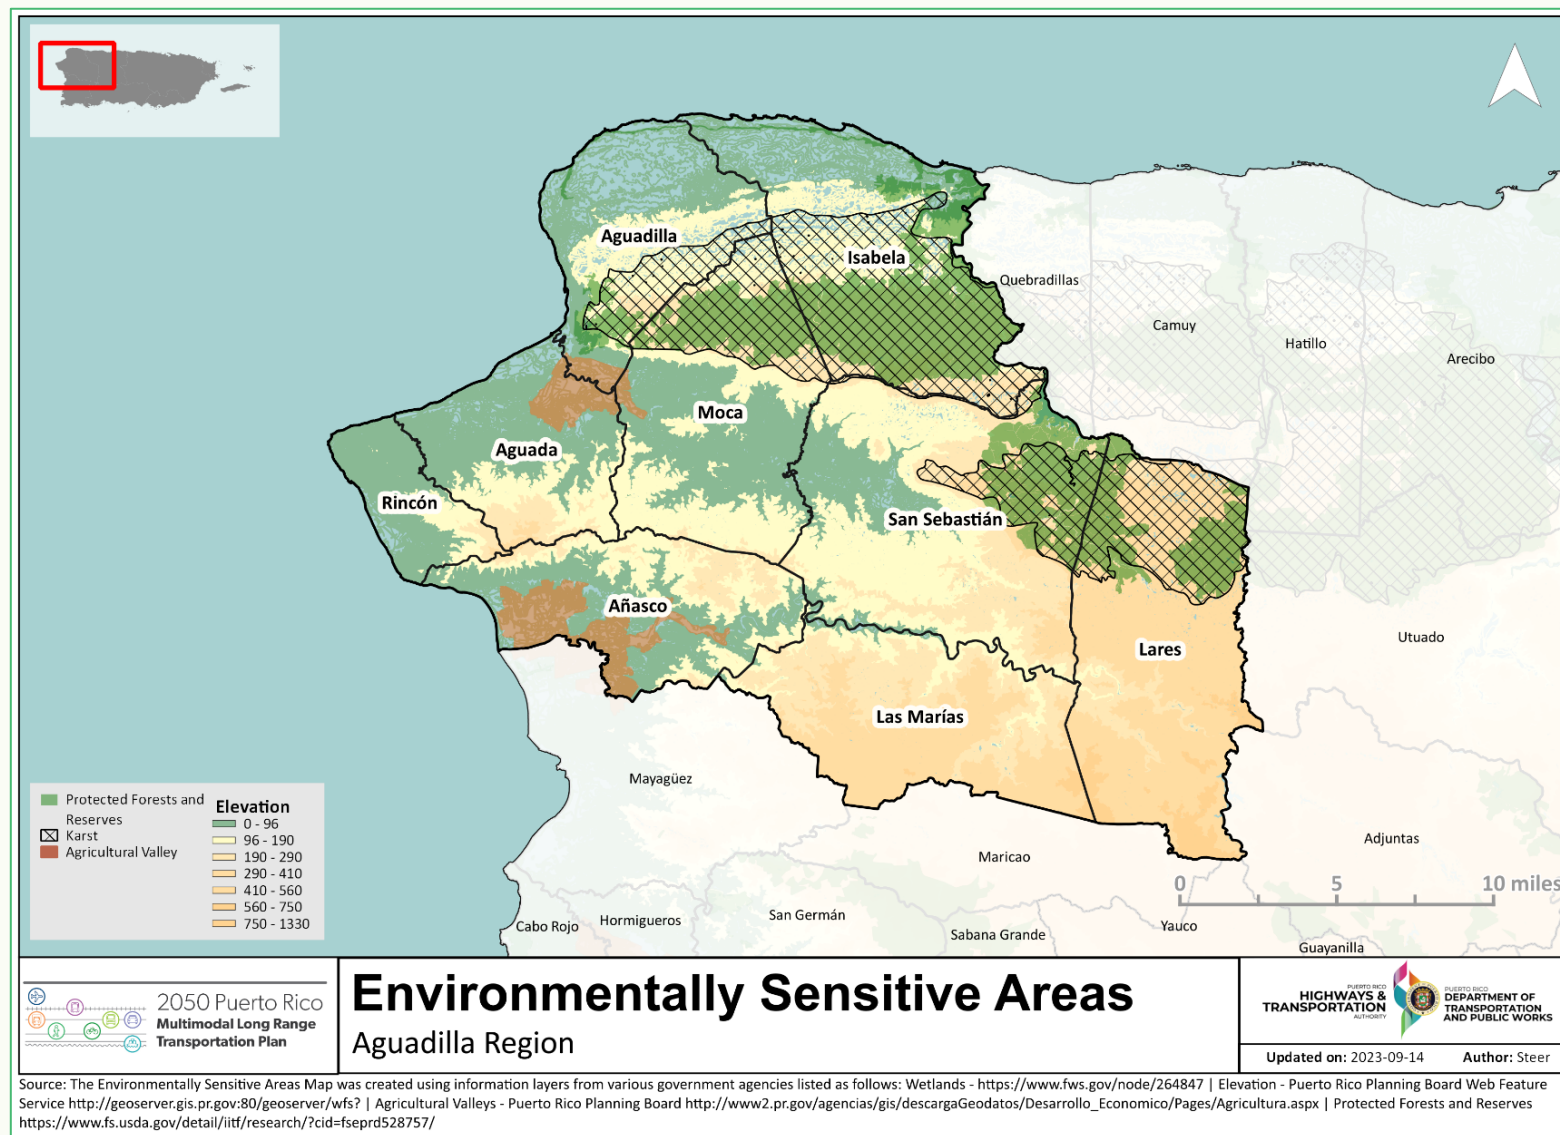 Aguadilla
Isabela
Quebradillas
Camuy
Hatillo
Arecibo
Moca
Aguada
Rincón
San Sebastián
Añasco
Lares
Utuado
Las Marías
Mayagüez
Adjuntas
Maricao
Cabo Rojo
Hormigueros
San Germán
Sabana Grande
Yauco
Guayanilla
0 5 10 miles
Protected Forests and
Reserves
Karst
Agricultural Valley
Elevation
0 - 96
96 - 190
190 - 290
290 - 410
410 - 560
560 - 750
750 - 1330
2050 Puerto Rico
Multimodal Long Range
Transportation Plan
Environmentally Sensitive Areas
Aguadilla Region
PUERTO RICO
HIGHWAYS &
TRANSPORTATION
AUTHORITY
PUERTO RICO
DEPARTMENT OF
TRANSPORTATION
AND PUBLIC WORKS
Updated on: 2023-09-14 Author: Steer
Source: The Environmentally Sensitive Areas Map was created using information layers from various government agencies listed as follows: Wetlands - https://www.fws.gov/node/264847 | Elevation - Puerto Rico Planning Board Web Feature
Service http://geoserver.gis.pr.gov:80/geoserver/wfs? | Agricultural Valleys - Puerto Rico Planning Board http://www2.pr.gov/agencias/gis/descargaGeodatos/Desarrollo_Economico/Pages/Agricultura.aspx | Protected Forests and Reserves
https://www.fs.usda.gov/detail/iitf/research/?cid=fseprd528757/